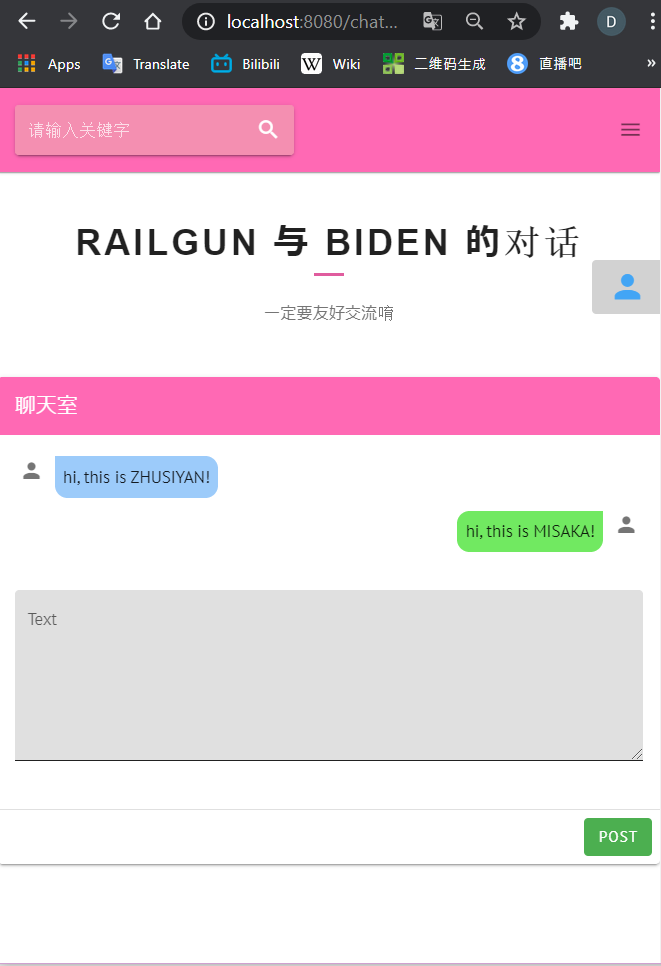 localhost:8080/chat...
D
Apps Translate Bilibili Wiki 二维码生成 直播吧 »
请输入关键字
RAILGUN 与 BIDEN 的对话
一定要友好交流唷
聊天室
hi, this is ZHUSIYAN!
hi, this is MISAKA!
Text
POST